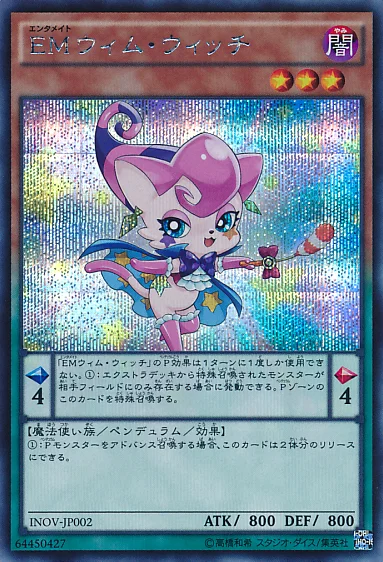 エンタメイト
EMウィム・ウィッチ
闇
「EMウィム・ウィッチ」のP効果は1ターンに1度しか使用でき
ない。①:エクストラデッキから特殊召喚されたモンスターが
相手フィールドにのみ存在する場合に発動できる。Pゾーンの
このカードを特殊召喚する。
4 4
【魔法使い族/ペンデュラム/効果】
①:Pモンスターをアドバンス召喚する場合、このカードは2体分のリリース
にできる。
INOV-JP002 ATK/ 800 DEF/ 800
64450427 ©高橋和希 スタジオ・ダイス/集英社